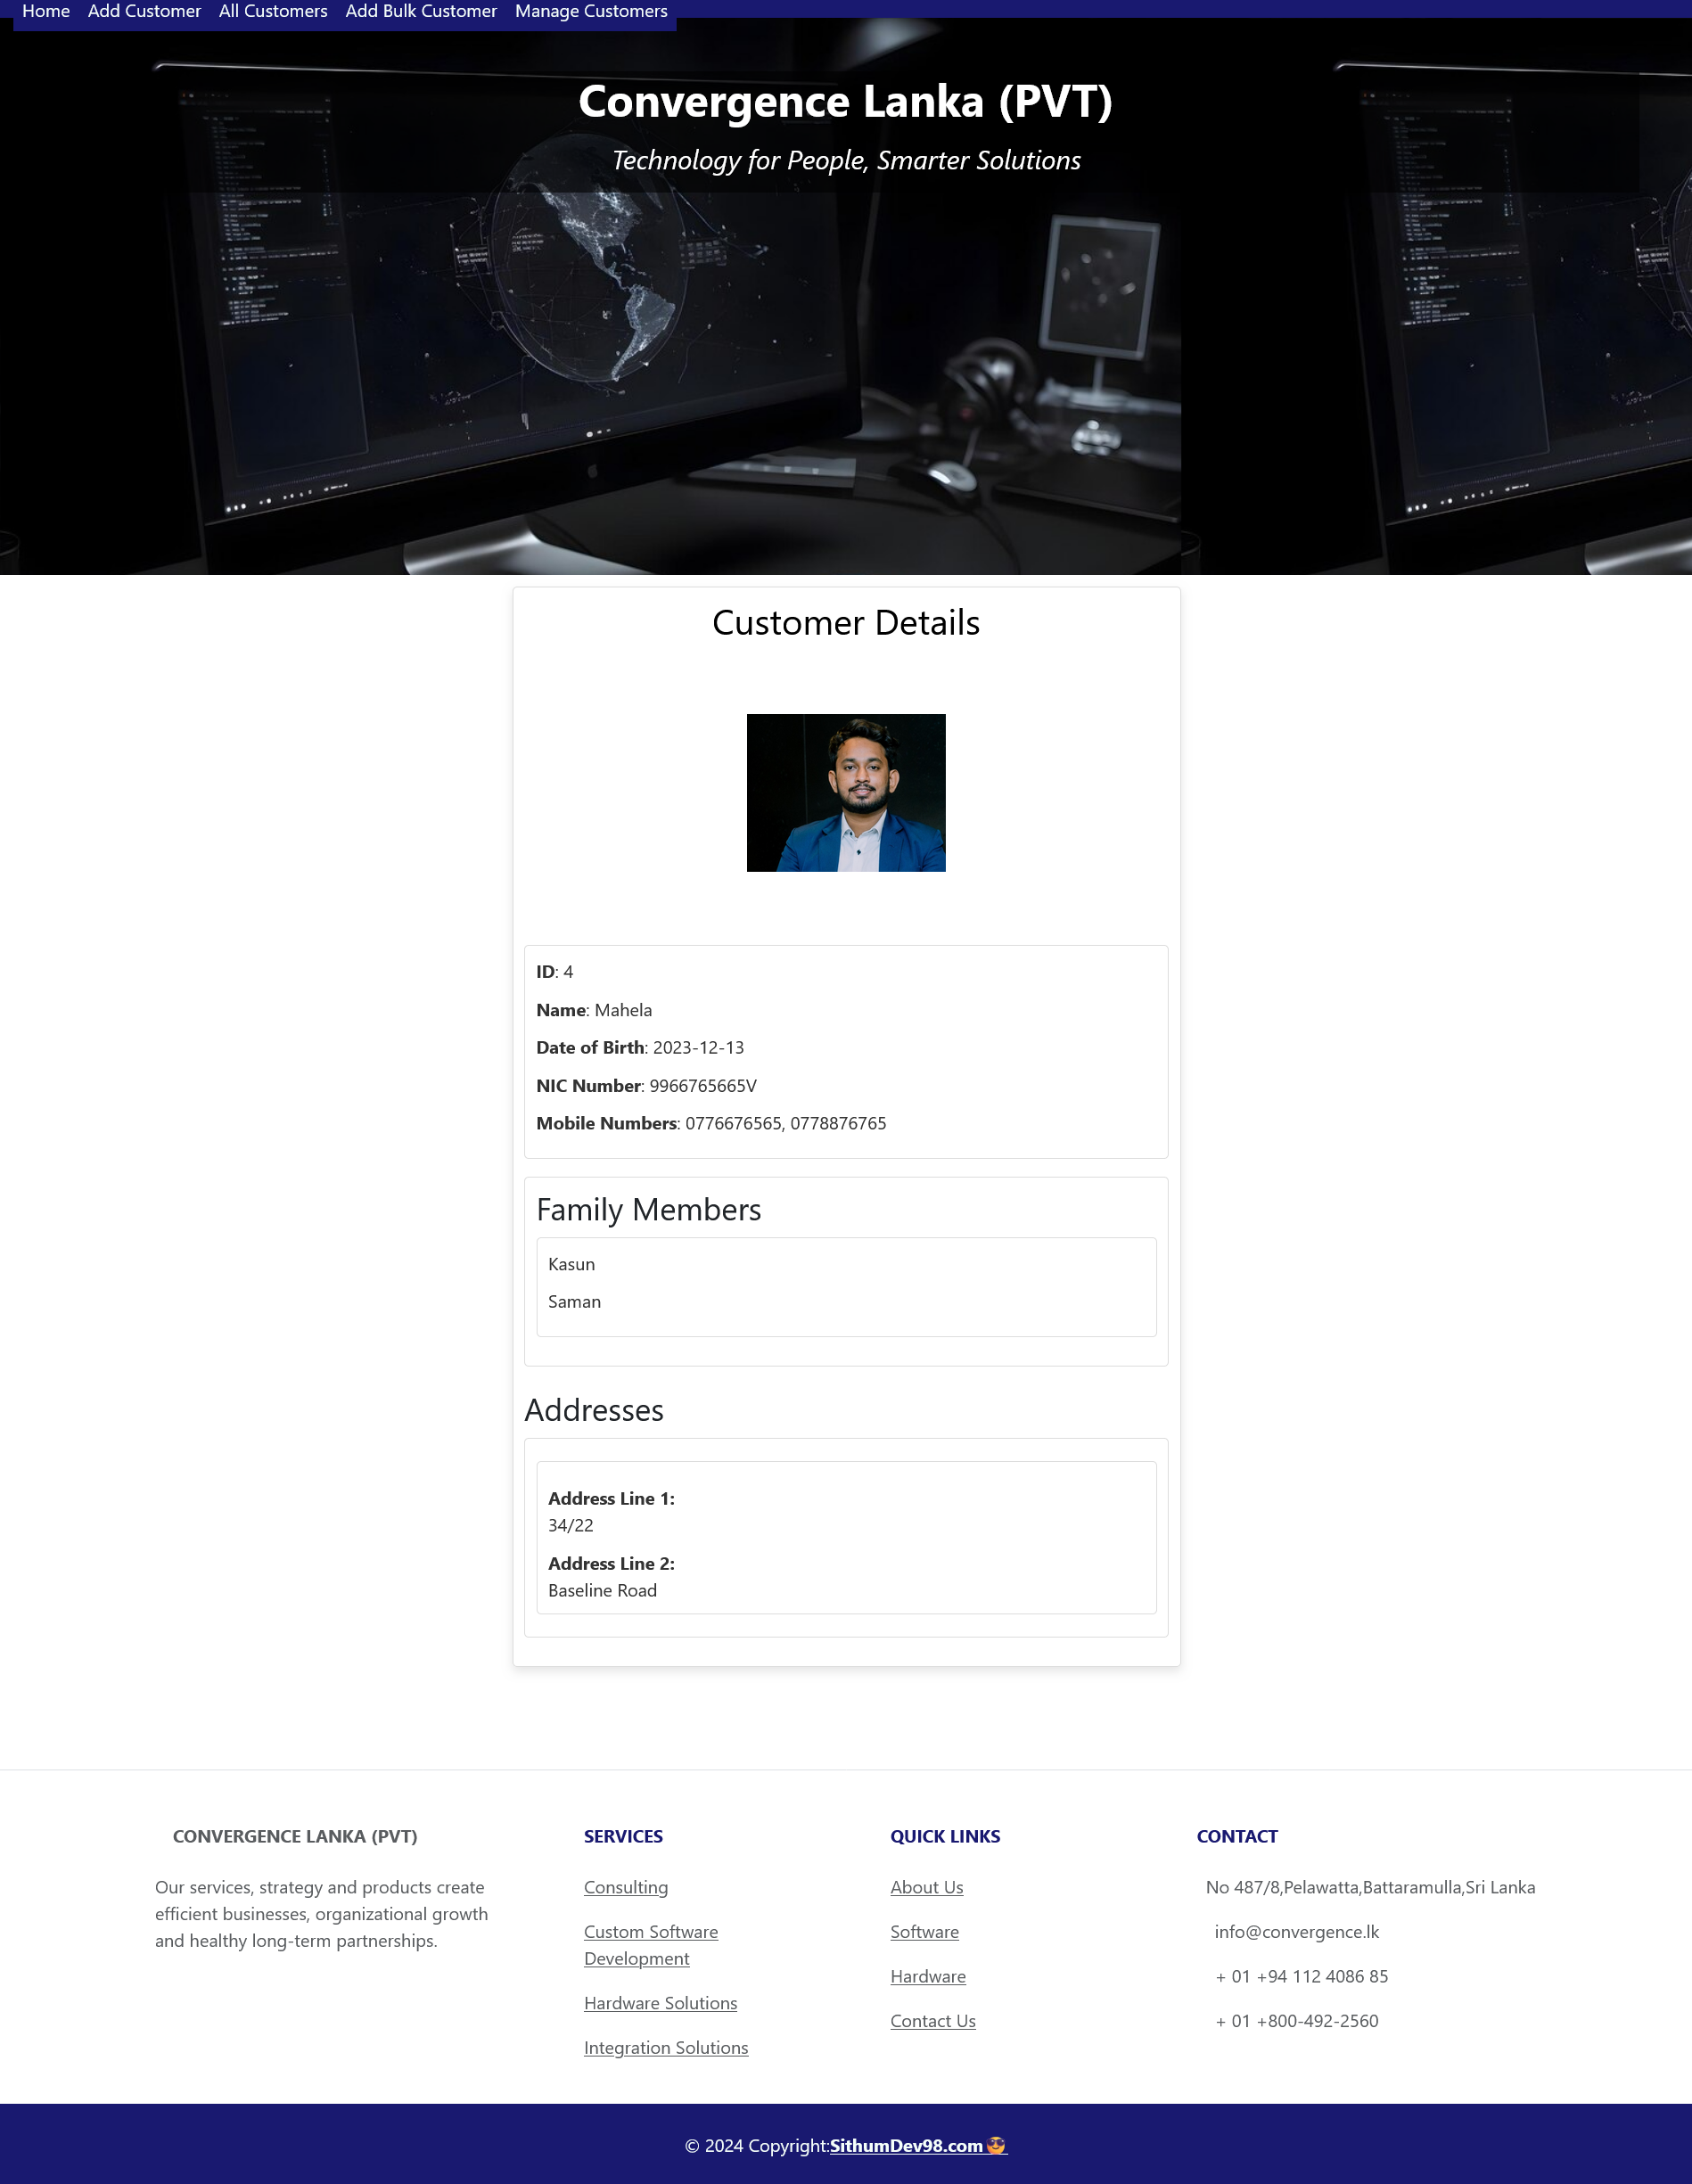 Home Add Customer All Customers Add Bulk Customer Manage Customers
Convergence Lanka (PVT)
Technology for People, Smarter Solutions
Customer Details
ID: 4
Name: Mahela
Date of Birth: 2023-12-13
NIC Number: 9966765665V
Mobile Numbers: 0776676565, 0778876765
Family Members
Kasun
Saman
Addresses
Address Line 1:
34/22
Address Line 2:
Baseline Road
CONVERGENCE LANKA (PVT)
Our services, strategy and products create
efficient businesses, organizational growth
and healthy long-term partnerships.
SERVICES
Consulting
Custom Software
Development
Hardware Solutions
Integration Solutions
QUICK LINKS
About Us
Software
Hardware
Contact Us
CONTACT
No 487/8,Pelawatta,Battaramulla,Sri Lanka
info@convergence.lk
+ 01 +94 112 4086 85
+ 01 +800-492-2560
© 2024 Copyright:SithumDev98.com😎